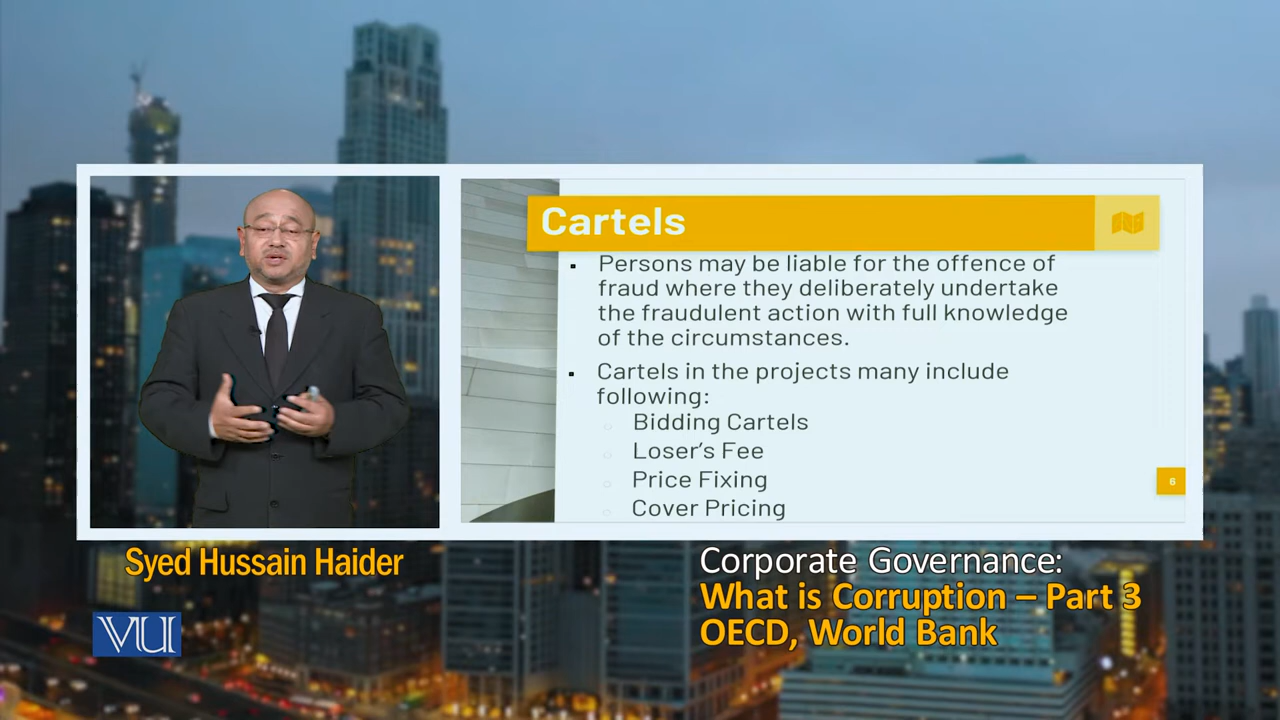 Cartels
▪ Persons may be liable for the offence of
fraud where they deliberately undertake
the fraudulent action with full knowledge
of the circumstances.
▪ Cartels in the projects many include
following:
○ Bidding Cartels
○ Loser's Fee
○ Price Fixing
○ Cover Pricing
6
Syed Hussain Haider
VU
Corporate Governance:
What is Corruption – Part 3
OECD, World Bank